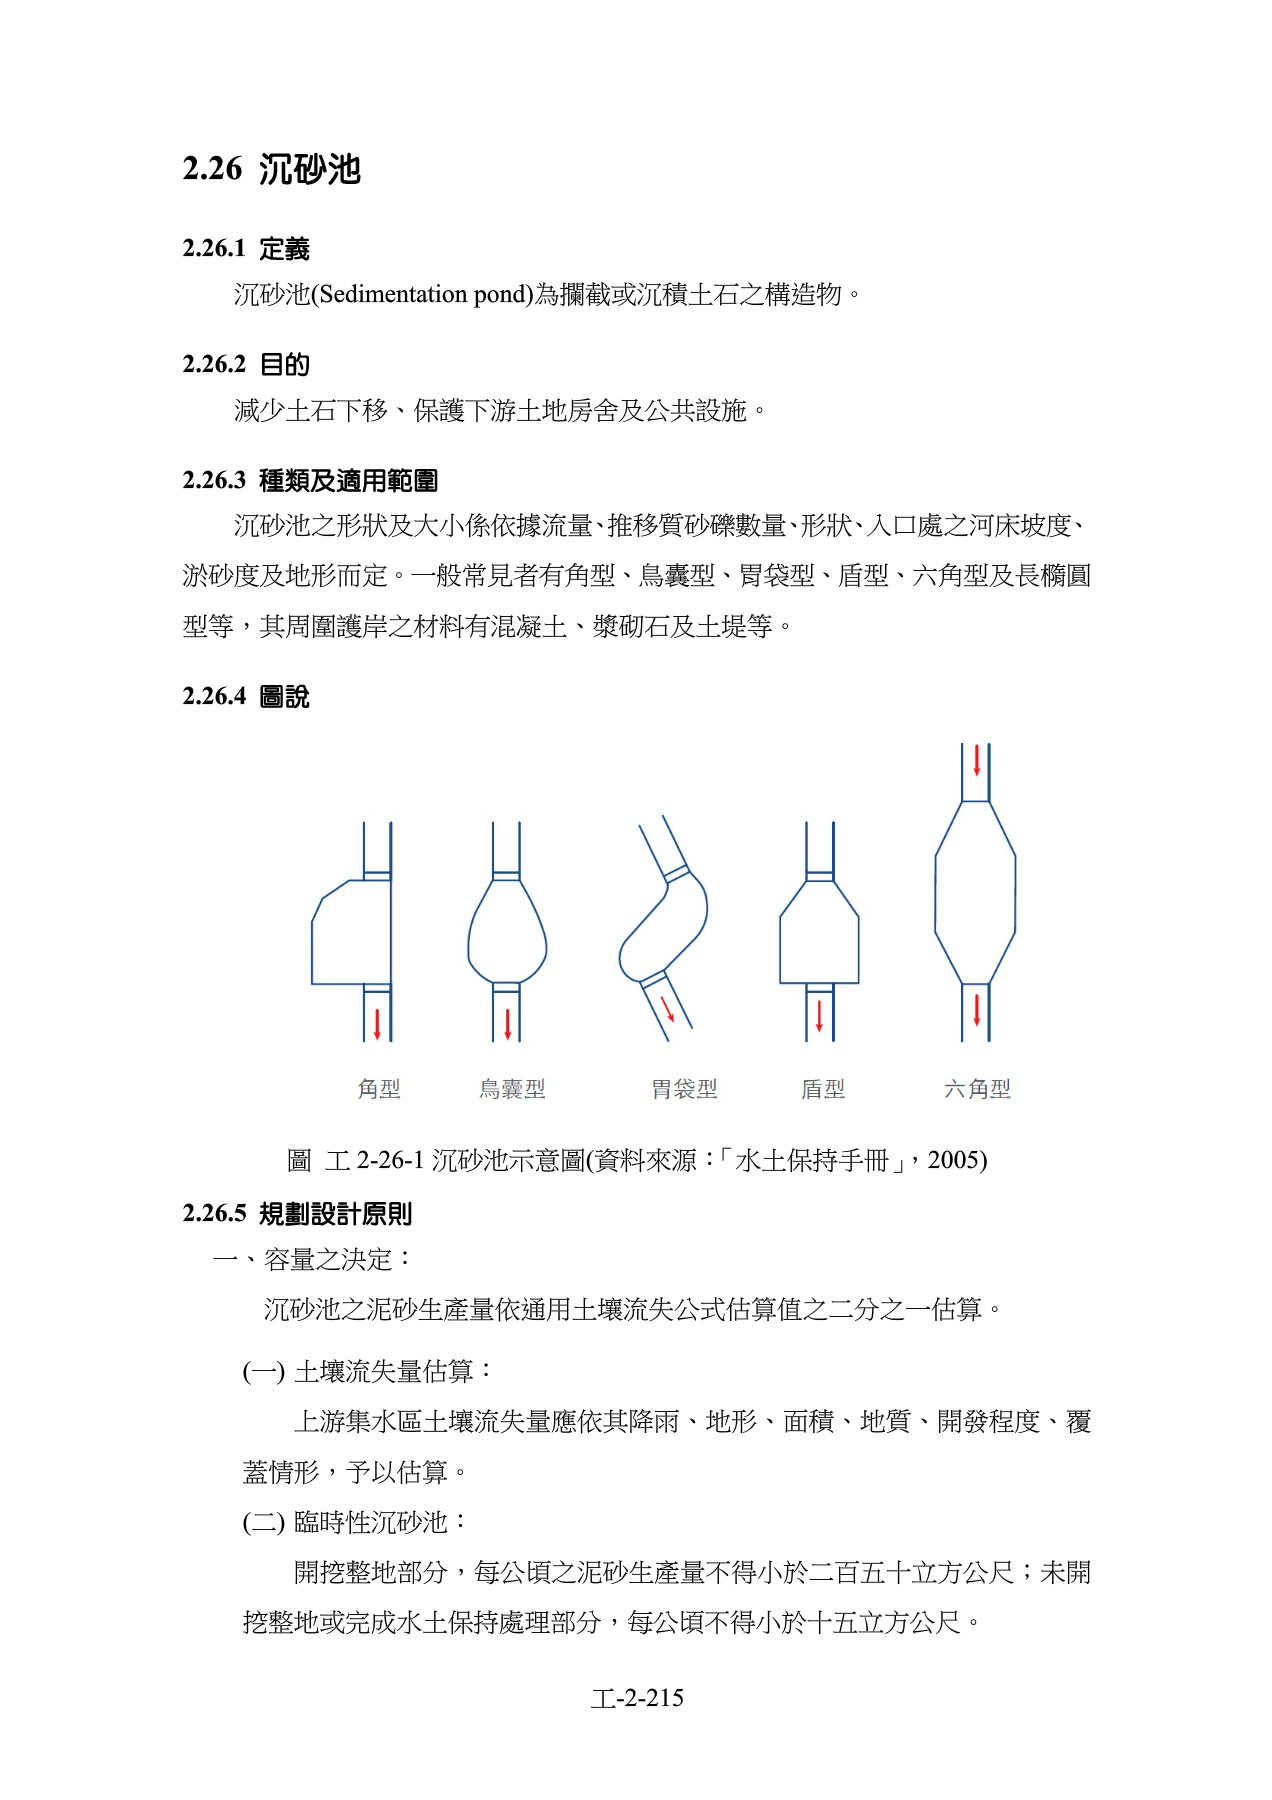 2.26 沉砂池
2.26.1 定義
沉砂池(Sedimentation pond)為攔截或沉積土石之構造物。
2.26.2 目的
減少土石下移、保護下游土地房舍及公共設施。
2.26.3 種類及適用範圍
沉砂池之形狀及大小係依據流量、推移質砂礫數量、形狀、入口處之河床坡度、
淤砂度及地形而定。一般常見者有角型、鳥囊型、胃袋型、盾型、六角型及長橢圓
型等，其周圍護岸之材料有混凝土、漿砌石及土堤等。
2.26.4 圖說
角型 鳥囊型 胃袋型 盾型 六角型
圖 工 2-26-1 沉砂池示意圖(資料來源：「水土保持手冊」，2005)
2.26.5 規劃設計原則
一、容量之決定：
沉砂池之泥砂生產量依通用土壤流失公式估算值之二分之一估算。
(一) 土壤流失量估算：
上游集水區土壤流失量應依其降雨、地形、面積、地質、開發程度、覆
蓋情形，予以估算。
(二) 臨時性沉砂池：
開挖整地部分，每公頃之泥砂生產量不得小於二百五十立方公尺；未開
挖整地或完成水土保持處理部分，每公頃不得小於十五立方公尺。
工-2-215